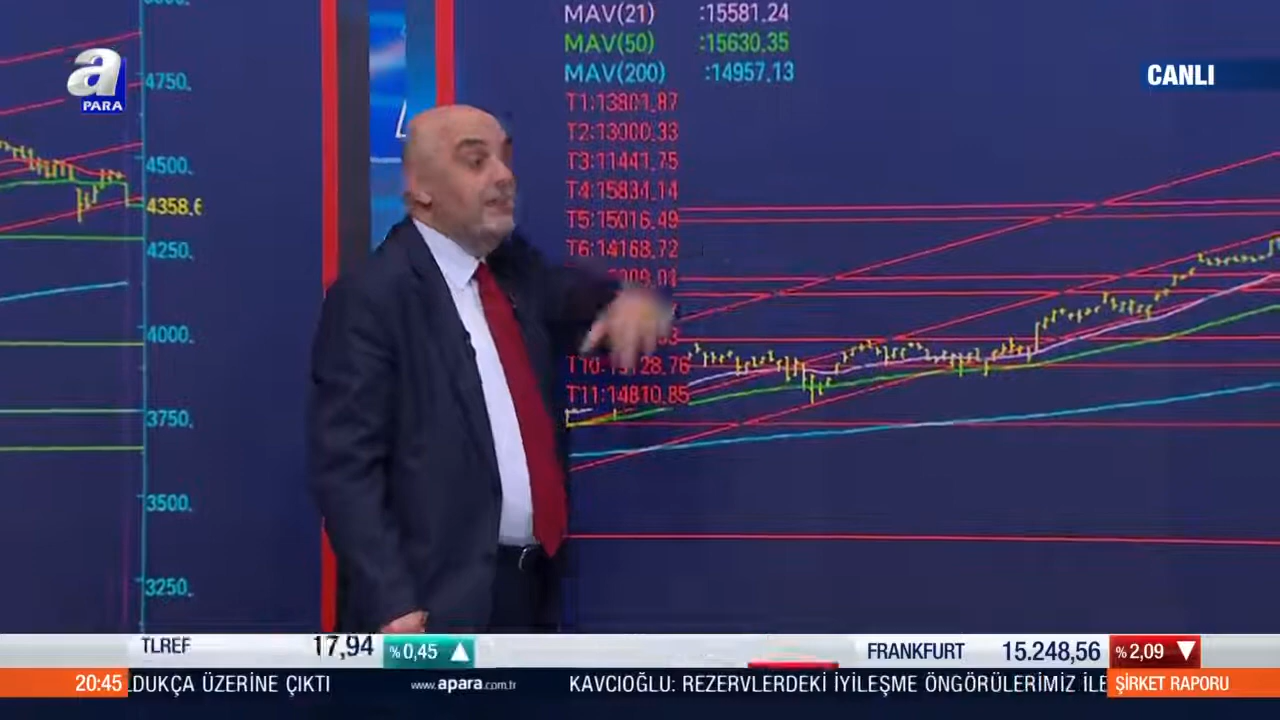 MAV(21) :15581.24
MAV(50) :15630.35
MAV(200) :14957.13
T1:13801.87
T2:13000.33
T3:11441.75
T4:15834.14
T5:15016.49
T6:14168.72
T11:14810.85
4750.
4500.
4358.6
4250.
4000.
3750.
3500.
3250.
a
PARA
CANLI
TLREF 17,94 %0,45
FRANKFURT 15.248,56 %2,09
20:45 LDUKÇA ÜZERİNE ÇIKTI www.apara.com.tr KAVCIOĞLU: REZERVLERDEKİ İYİLEŞME ÖNGÖRÜLERİMİZ İLE ŞİRKET RAPORU